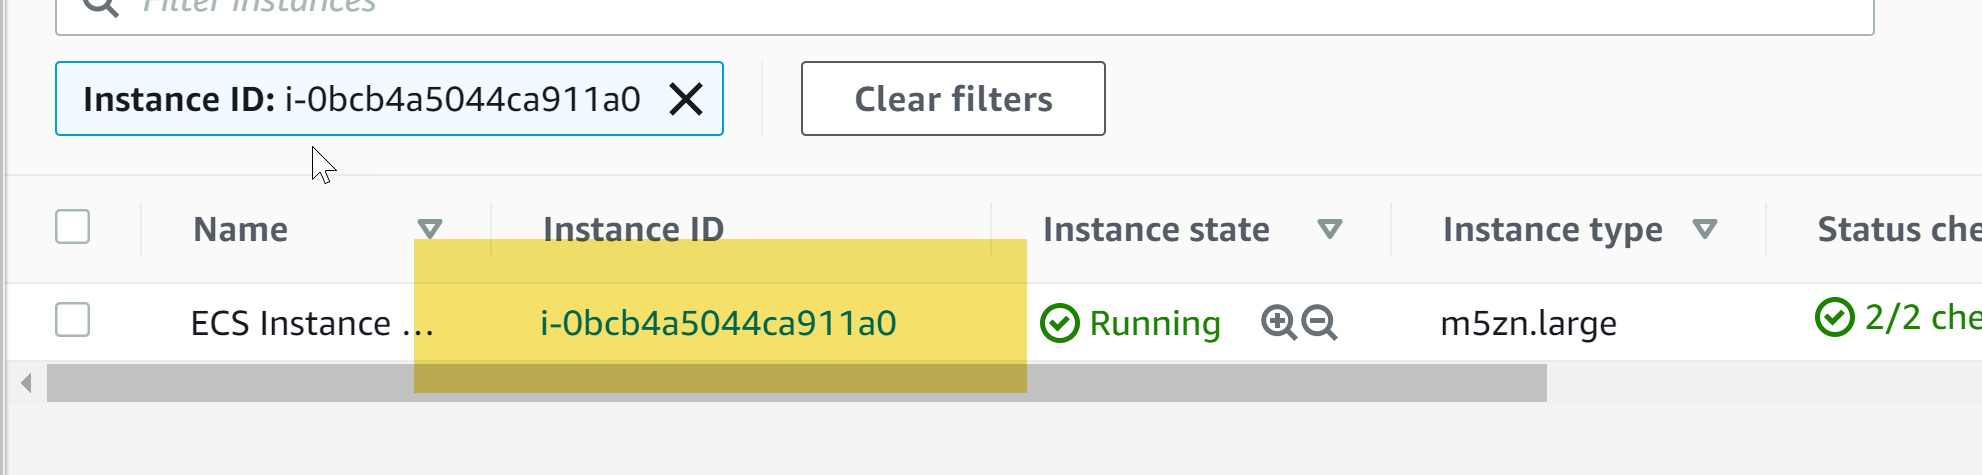 Filter instances
Instance ID: i-0bcb4a5044ca911a0 Clear filters
Name Instance ID Instance state Instance type Status che
ECS Instance ... i-0bcb4a5044ca911a0 Running m5zn.large 2/2 che